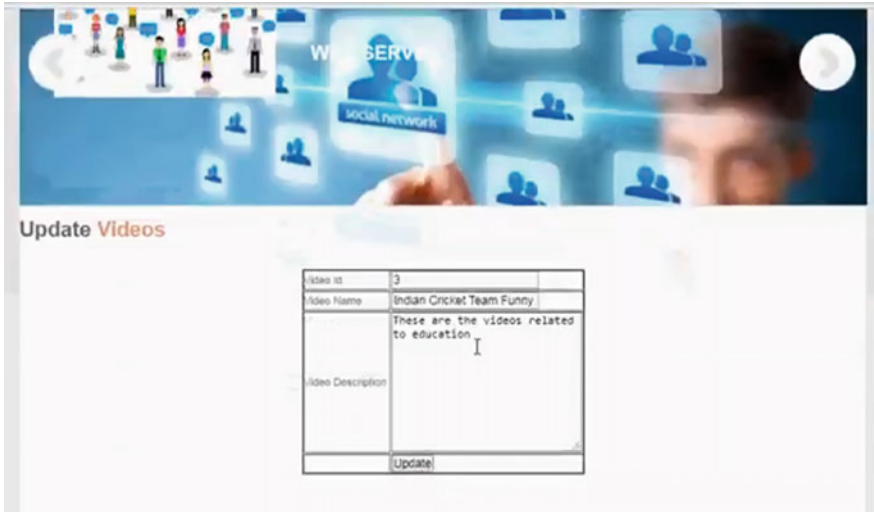 social network
Update Videos
Video Id 3
Video Name Indian Cricket Team Funny
These are the videos related
to education
Video Description
Update